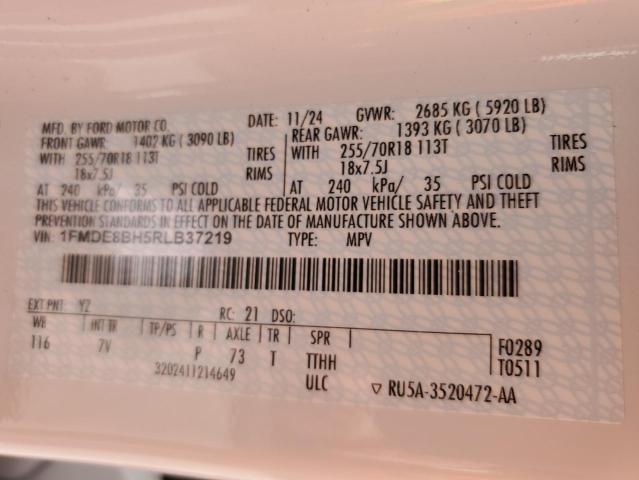 MFD. BY FORD MOTOR CO. DATE: 11/24 GVWR: 2685 KG ( 5920 LB)
FRONT GAWR: 1402 KG ( 3090 LB) REAR GAWR: 1393 KG ( 3070 LB)
WITH 255/70R18 113T TIRES WITH 255/70R18 113T TIRES
18x7.5J RIMS 18x7.5J RIMS
AT 240 kPa/ 35 PSI COLD AT 240 kPa/ 35 PSI COLD
THIS VEHICLE CONFORMS TO ALL APPLICABLE FEDERAL MOTOR VEHICLE SAFETY AND THEFT
PREVENTION STANDARDS IN EFFECT ON THE DATE OF MANUFACTURE SHOWN ABOVE.
VIN: 1FMDE8BH5RLB37219 TYPE: MPV
EXT PNT: YZ RC: 21 DSO:
WB INT TR TP/PS R AXLE TR SPR F0289
116 7V P 73 T TTHH T0511
3202411214649 ULC ▽ RU5A-3520472-AA